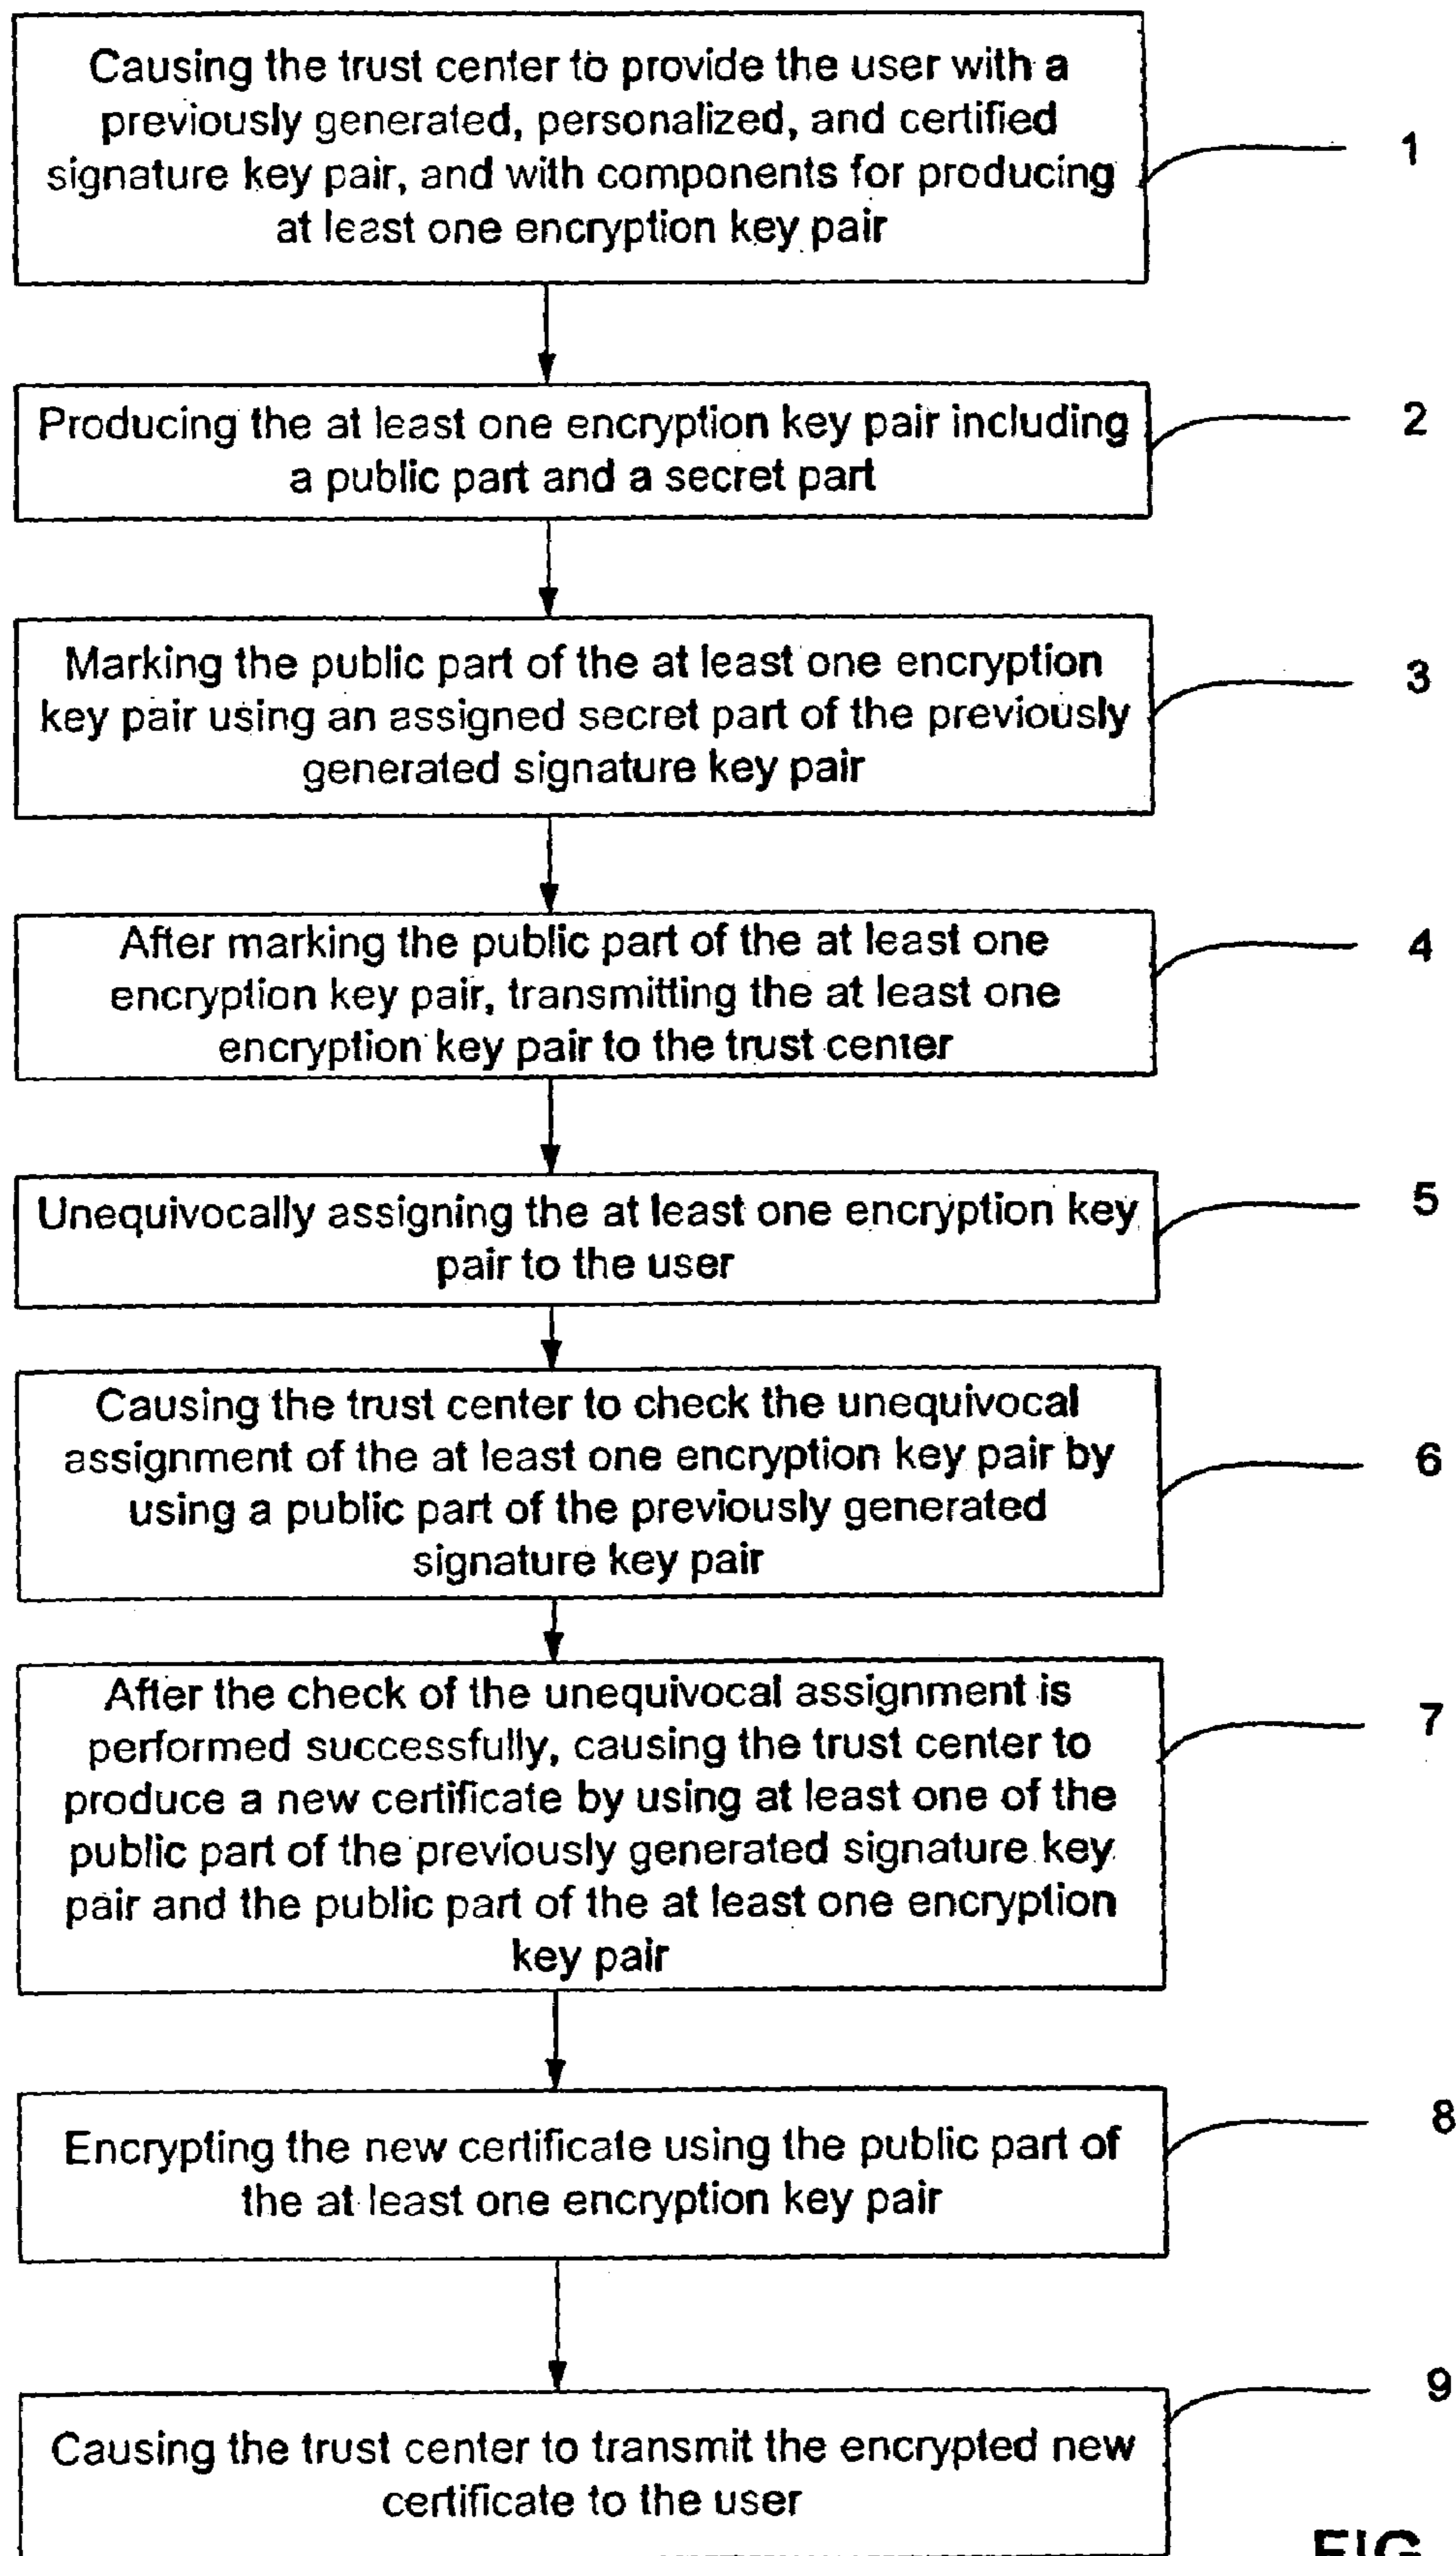 Causing the trust center to provide the user with a
previously generated, personalized, and certified
signature key pair, and with components for producing
at least one encryption key pair
1
Producing the at least one encryption key pair including
a public part and a secret part
2
Marking the public part of the at least one encryption
key pair using an assigned secret part of the previously
generated signature key pair
3
After marking the public part of the at least one
encryption key pair, transmitting the at least one
encryption key pair to the trust center
4
Unequivocally assigning the at least one encryption key
pair to the user
5
Causing the trust center to check the unequivocal
assignment of the at least one encryption key pair by
using a public part of the previously generated
signature key pair
6
After the check of the unequivocal assignment is
performed successfully, causing the trust center to
produce a new certificate by using at least one of the
public part of the previously generated signature key
pair and the public part of the at least one encryption
key pair
7
Encrypting the new certificate using the public part of
the at least one encryption key pair
8
Causing the trust center to transmit the encrypted new
certificate to the user
9
FIG